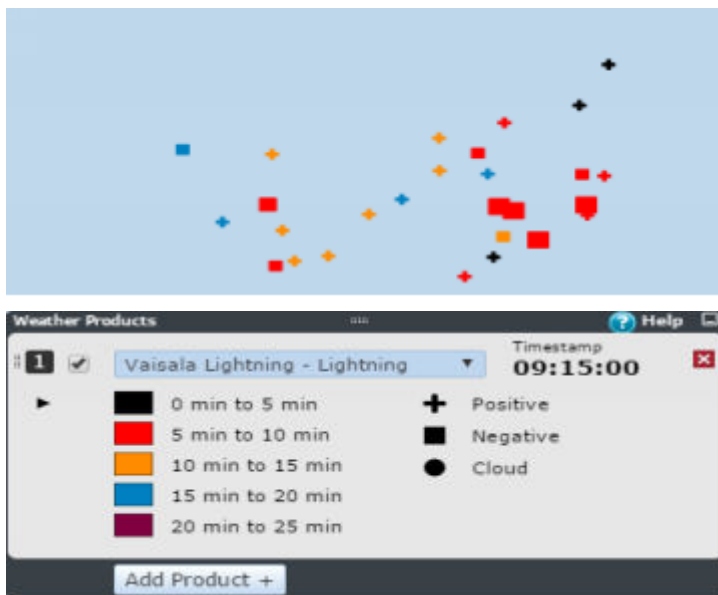 Weather Products ? Help
Timestamp
1 Vaisala Lightning - Lightning 09:15:00
0 min to 5 min Positive
5 min to 10 min Negative
10 min to 15 min Cloud
15 min to 20 min
20 min to 25 min
Add Product +